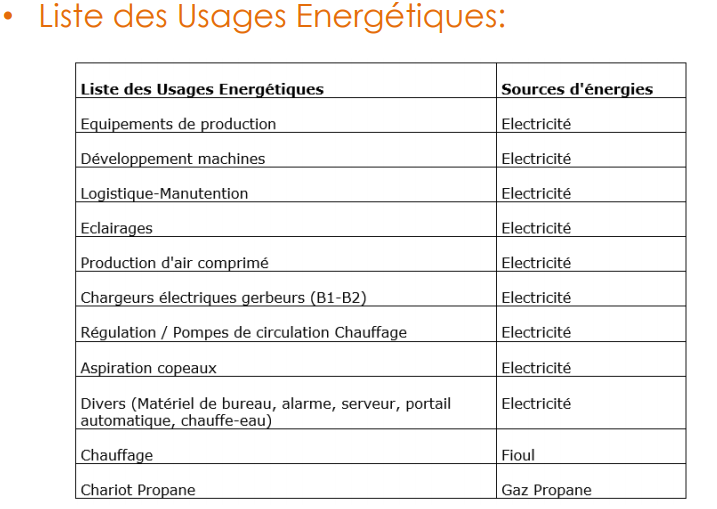 • Liste des Usages Energétiques:
Liste des Usages Energétiques Sources d'énergies
Equipements de production Electricité
Développement machines Electricité
Logistique-Manutention Electricité
Eclairages Electricité
Production d'air comprimé Electricité
Chargeurs électriques gerbeurs (B1-B2) Electricité
Régulation / Pompes de circulation Chauffage Electricité
Aspiration copeaux Electricité
Divers (Matériel de bureau, alarme, serveur, portail Electricité
automatique, chauffe-eau)
Chauffage Fioul
Chariot Propane Gaz Propane